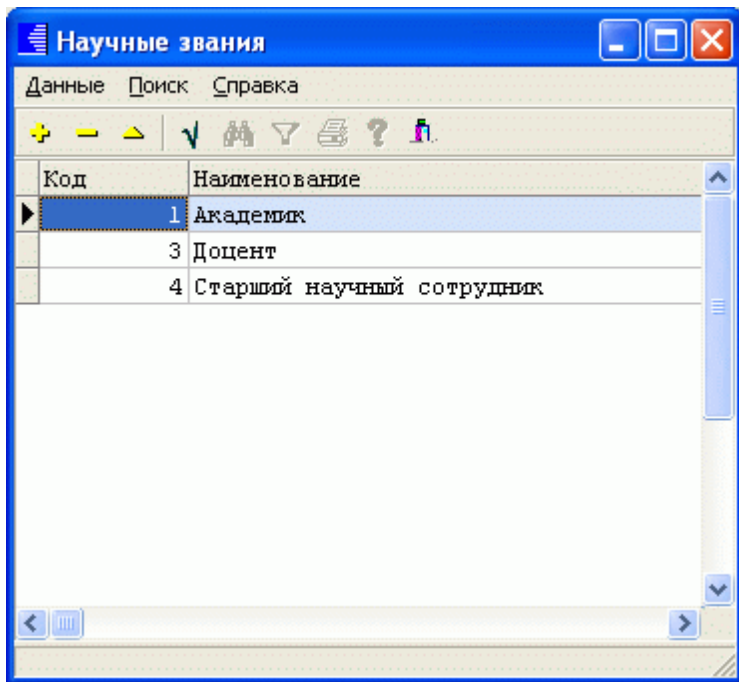 Научные звания
Данные Поиск Справка
Код Наименование
1 Академик
3 Доцент
4 Старший научный сотрудник